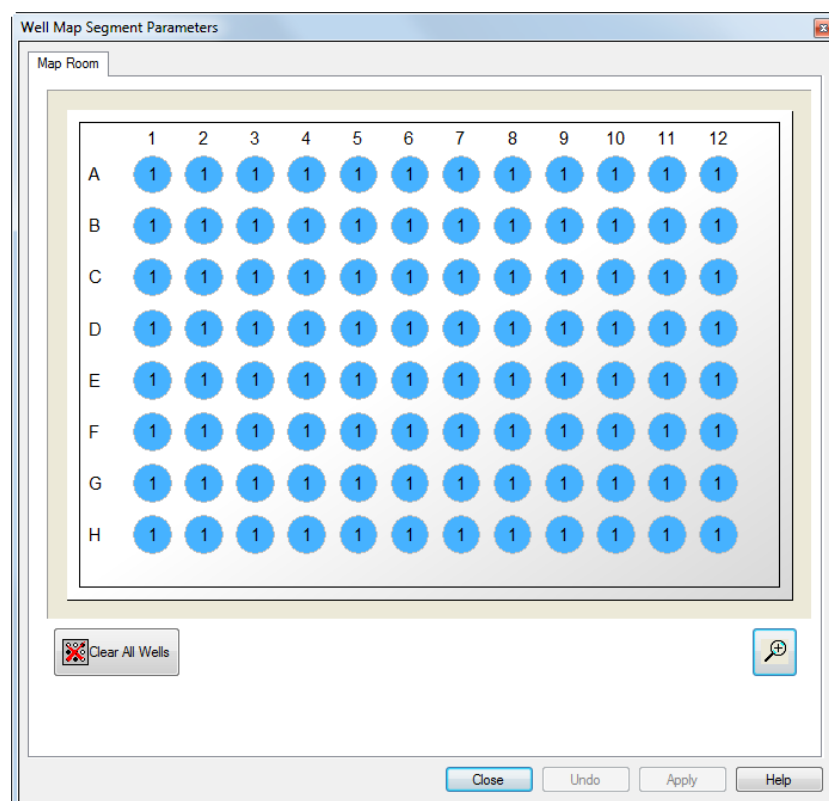 Well Map Segment Parameters
Map Room
1 2 3 4 5 6 7 8 9 10 11 12
A 1 1 1 1 1 1 1 1 1 1 1 1
B 1 1 1 1 1 1 1 1 1 1 1 1
C 1 1 1 1 1 1 1 1 1 1 1 1
D 1 1 1 1 1 1 1 1 1 1 1 1
E 1 1 1 1 1 1 1 1 1 1 1 1
F 1 1 1 1 1 1 1 1 1 1 1 1
G 1 1 1 1 1 1 1 1 1 1 1 1
H 1 1 1 1 1 1 1 1 1 1 1 1
Clear All Wells
Close Undo Apply Help